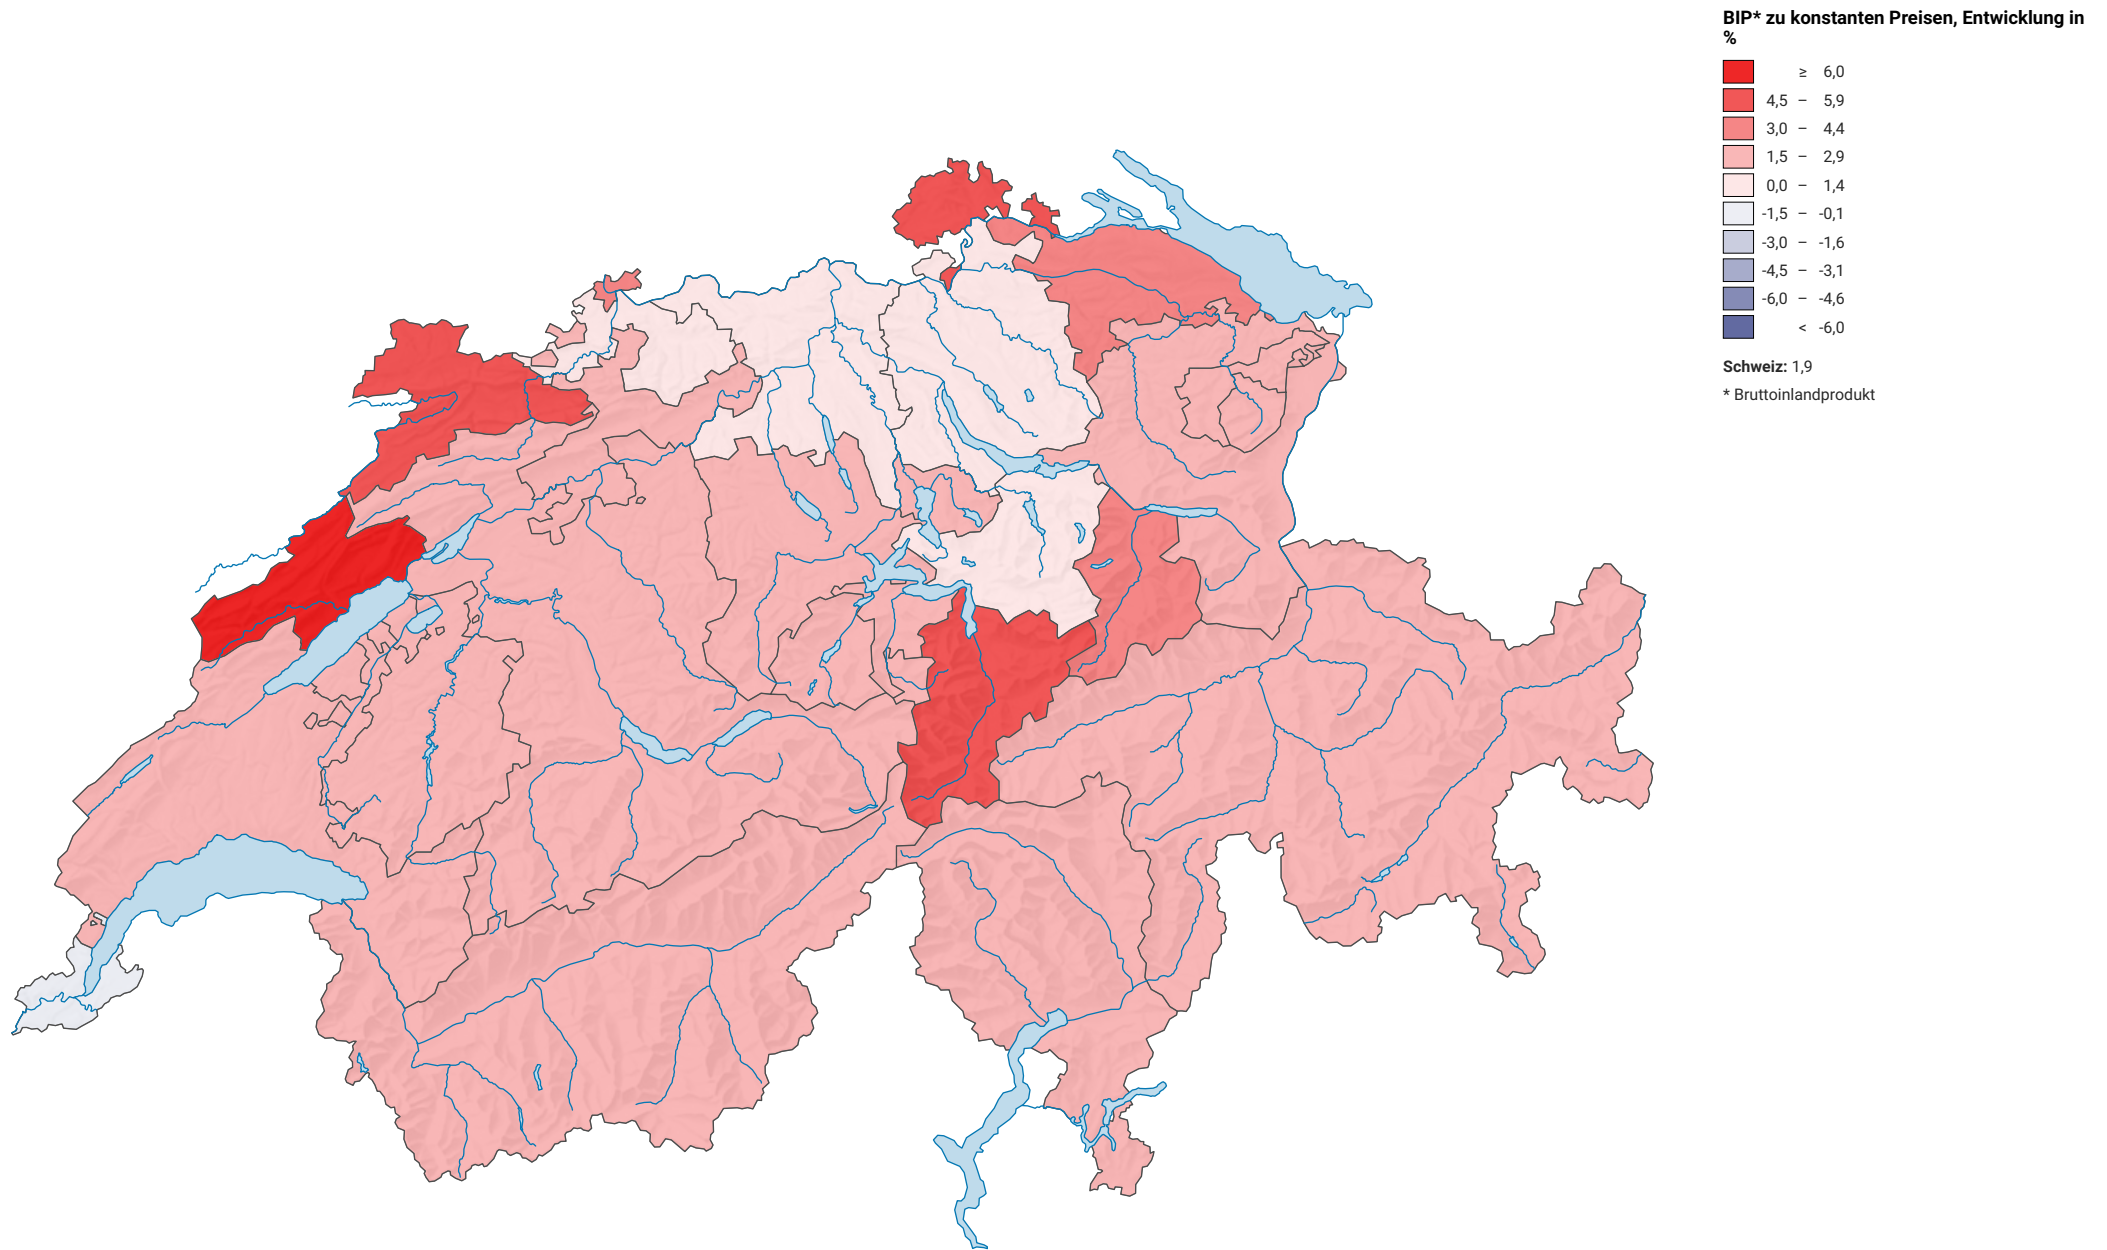 BIP* zu konstanten Preisen, Entwicklung in
%
≥ 6,0
4,5 – 5,9
3,0 – 4,4
1,5 – 2,9
0,0 – 1,4
-1,5 – -0,1
-3,0 – -1,6
-4,5 – -3,1
-6,0 – -4,6
< -6,0
Schweiz: 1,9
* Bruttoinlandprodukt